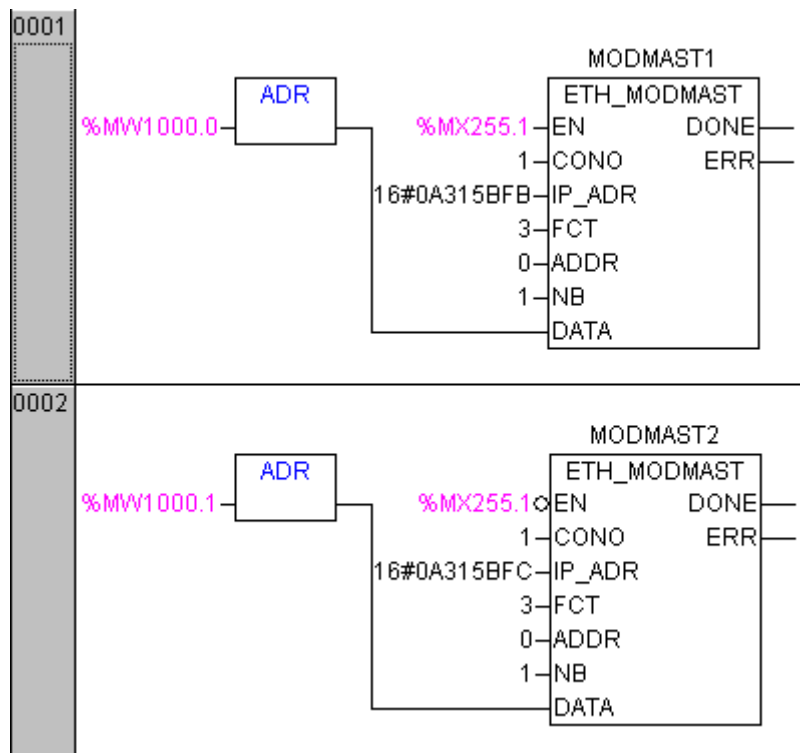 0001
MODMAST1
ADR
ETH_MODMAST
%MW1000.0
%MX255.1
EN
DONE
1
CONO
ERR
16#0A315BFB
IP_ADR
3
FCT
0
ADDR
1
NB
DATA
0002
MODMAST2
ADR
ETH_MODMAST
%MW1000.1
%MX255.1
EN
DONE
1
CONO
ERR
16#0A315BFC
IP_ADR
3
FCT
0
ADDR
1
NB
DATA